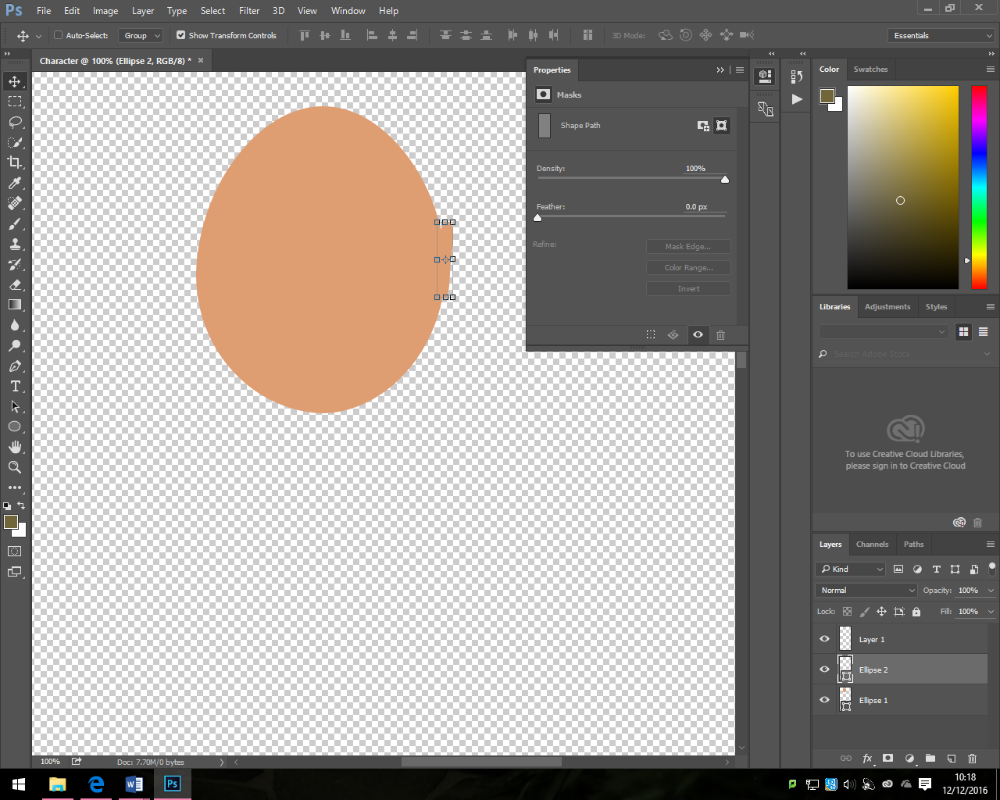 Ps File Edit Image Layer Type Select Filter 3D View Window Help
Auto-Select: Group Show Transform Controls 3D Mode: Essentials
Character @ 100% (Ellipse 2, RGB/8) * ×
Properties
Masks
Shape Path
Density: 100%
Feather: 0.0 px
Refine:
Mask Edge...
Color Range...
Invert
Color Swatches
Libraries Adjustments Styles
Search Adobe Stock
To use Creative Cloud Libraries,
please sign in to Creative Cloud
Layers Channels Paths
Kind
Normal Opacity: 100%
Lock: Fill: 100%
Layer 1
Ellipse 2
Ellipse 1
fx
100% Doc: 7.70M/0 bytes
Ps
10:18
12/12/2016